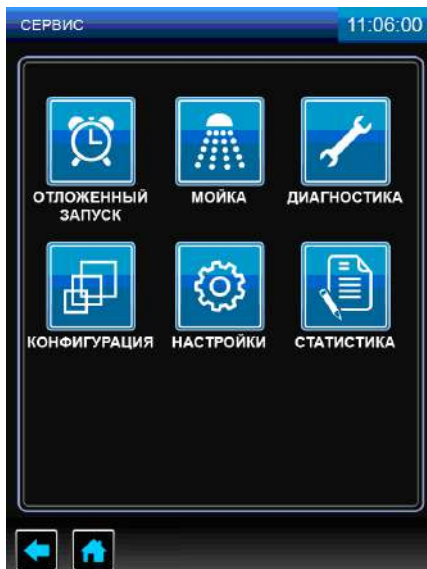 СЕРВИС
11:06:00
ОТЛОЖЕННЫЙ
ЗАПУСК
МОЙКА
ДИАГНОСТИКА
КОНФИГУРАЦИЯ
НАСТРОЙКИ
СТАТИСТИКА